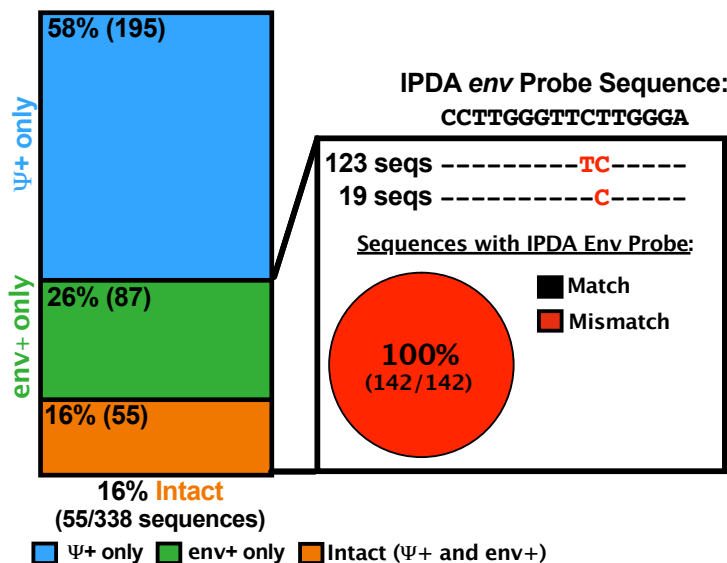 58% (195)
Ψ+ only
26% (87)
env+ only
16% (55)
16% Intact
(55/338 sequences)
IPDA env Probe Sequence:
CCTTGGGTTCTTGGGA
123 seqs ---------TC-----
19 seqs ----------C-----
Sequences with IPDA Env Probe:
Match
Mismatch
100%
(142/142)
Ψ+ only env+ only Intact (Ψ+ and env+)